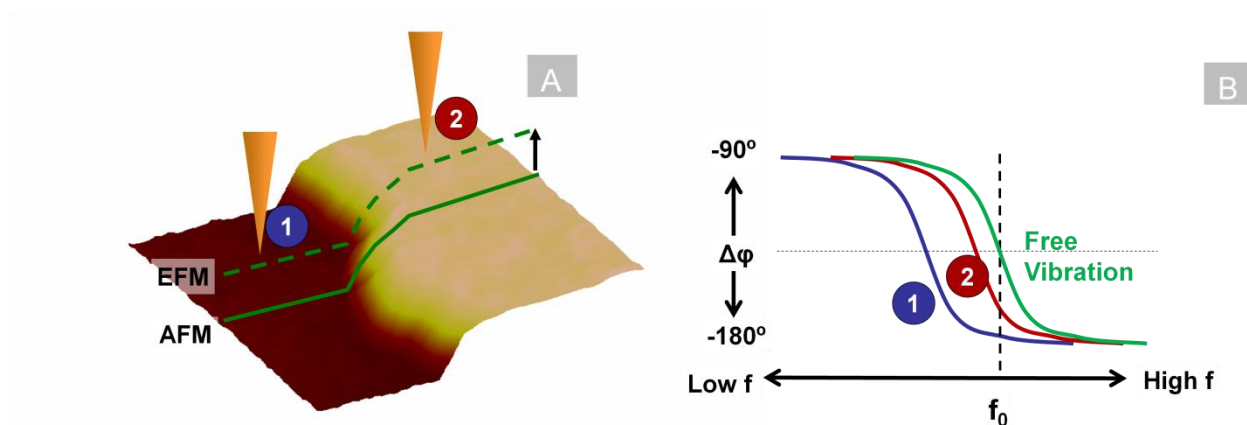 A
2
1
EFM
AFM
B
-90º
Δφ
-180º
Free
Vibration
2
1
Low f
High f
f0